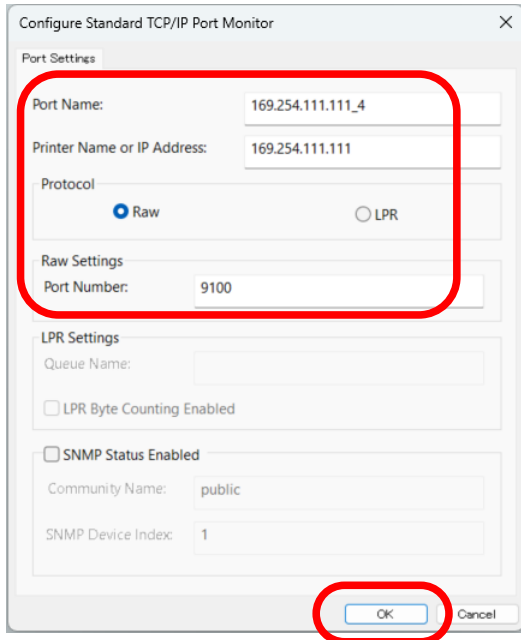 Configure Standard TCP/IP Port Monitor
Port Settings
Port Name: 169.254.111.111_4
Printer Name or IP Address: 169.254.111.111
Protocol
Raw LPR
Raw Settings
Port Number: 9100
LPR Settings
Queue Name:
LPR Byte Counting Enabled
SNMP Status Enabled
Community Name: public
SNMP Device Index: 1
OK Cancel